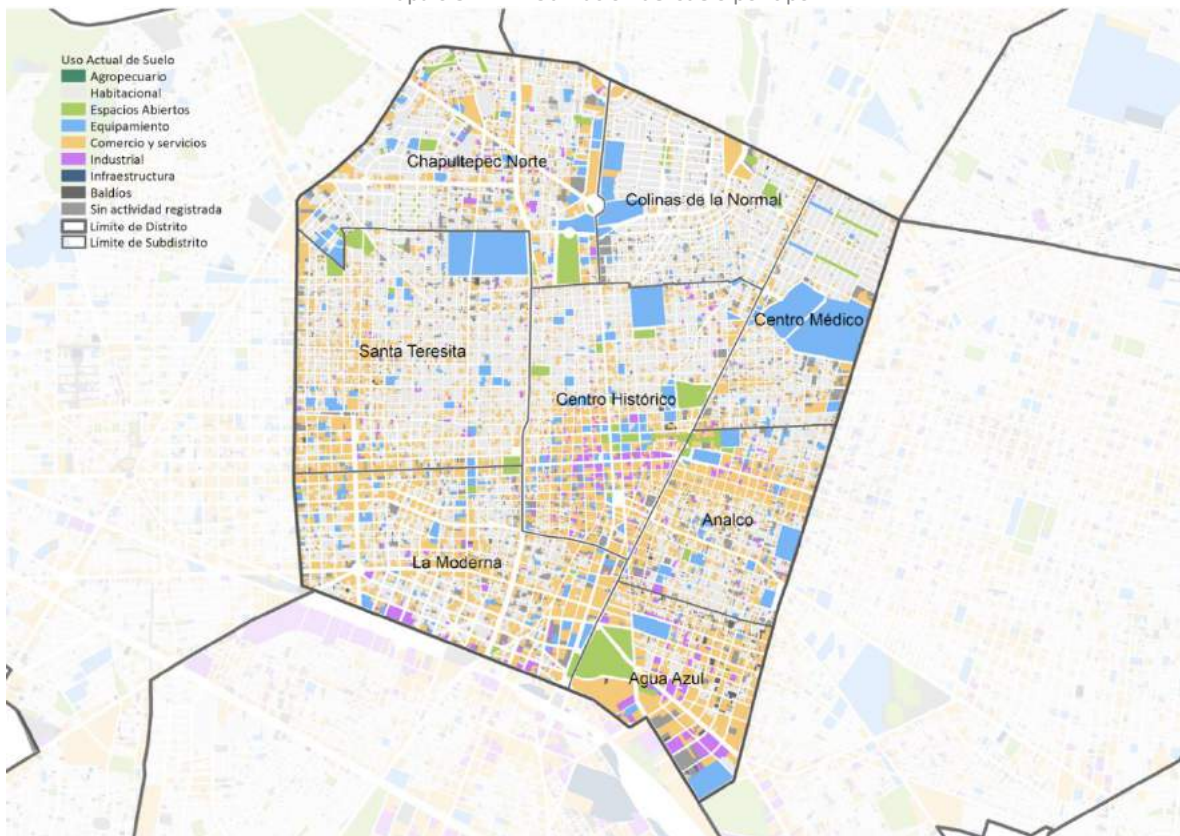 Uso Actual de Suelo
Agropecuario
Habitacional
Espacios Abiertos
Equipamiento
Comercio y servicios
Industrial
Infraestructura
Baldíos
Sin actividad registrada
Límite de Distrito
Límite de Subdistrito
Chapultepec Norte
Colinas de la Normal
Centro Médico
Santa Teresita
Centro Histórico
Analco
La Moderna
Agua Azul